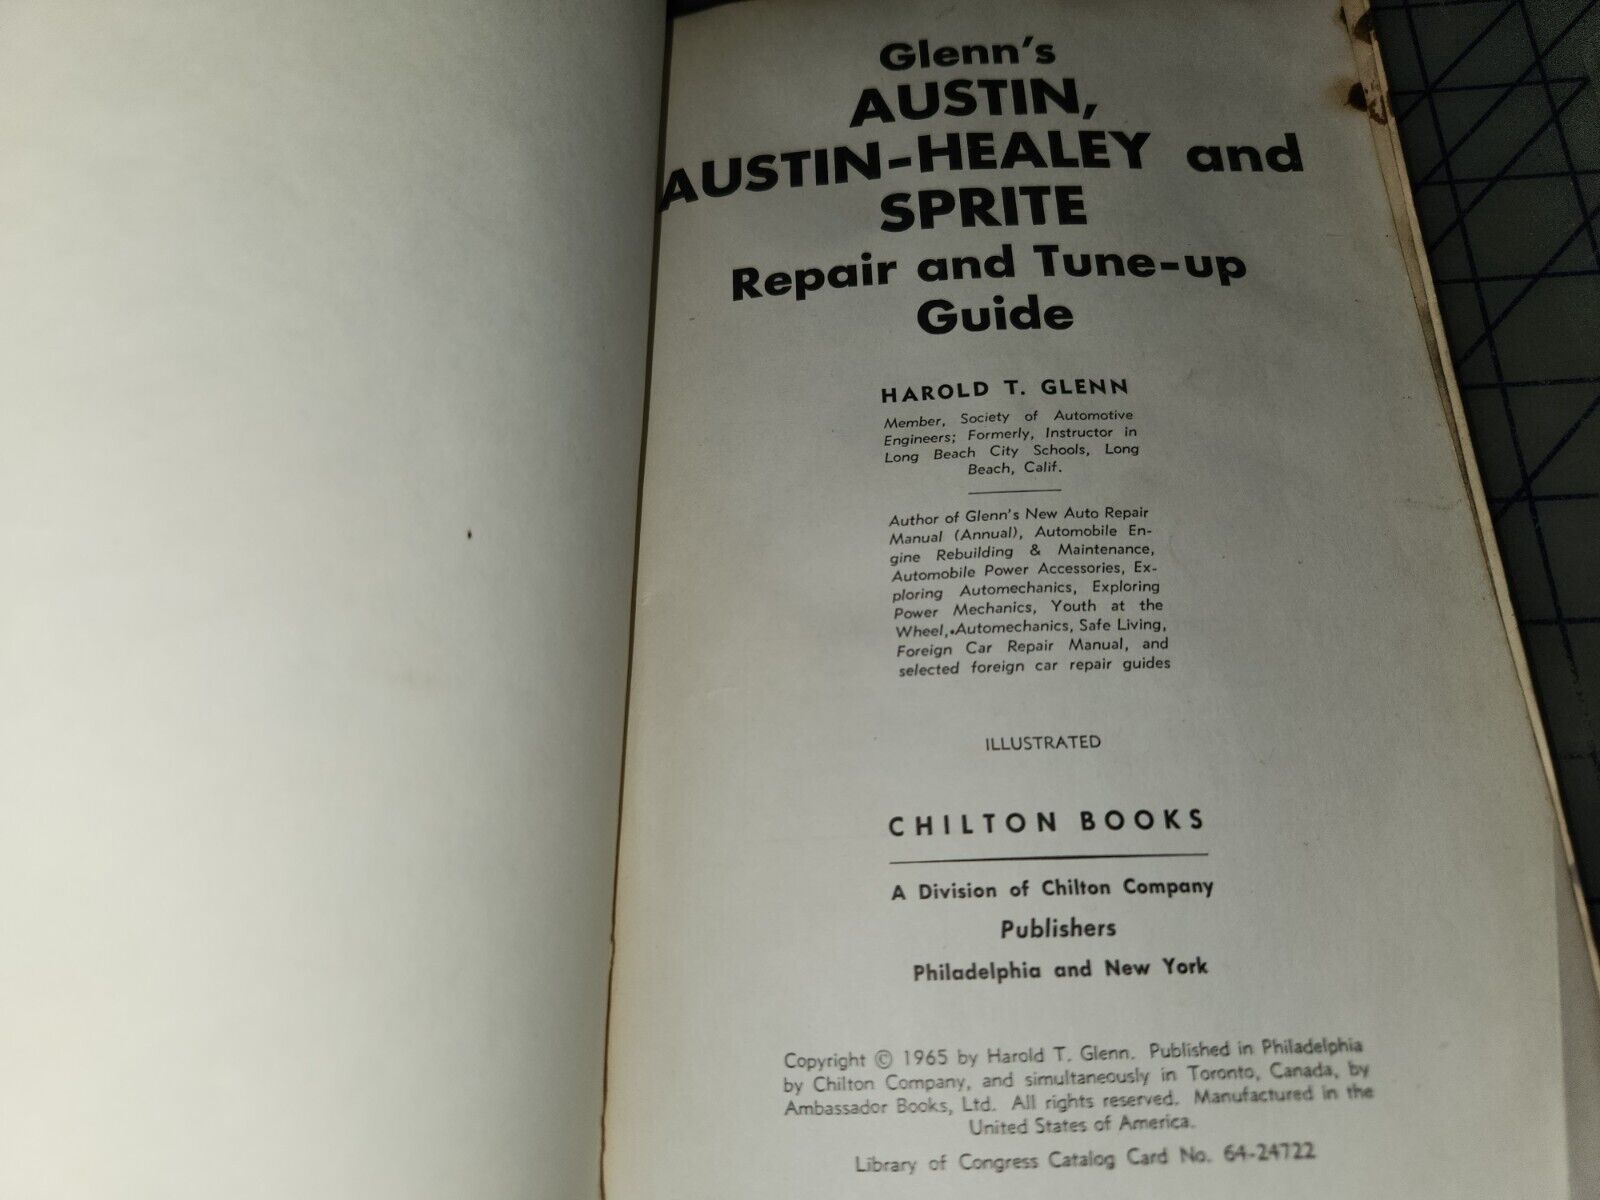 Glenn's
AUSTIN,
AUSTIN-HEALEY and
SPRITE
Repair and Tune-up
Guide
HAROLD T. GLENN
Member, Society of Automotive
Engineers; Formerly, Instructor in
Long Beach City Schools, Long
Beach, Calif.
Author of Glenn's New Auto Repair
Manual (Annual), Automobile En-
gine Rebuilding & Maintenance,
Automobile Power Accessories, Ex-
ploring Automechanics, Exploring
Power Mechanics, Youth at the
Wheel, Automechanics, Safe Living,
Foreign Car Repair Manual, and
selected foreign car repair guides
ILLUSTRATED
CHILTON BOOKS
A Division of Chilton Company
Publishers
Philadelphia and New York
Copyright © 1965 by Harold T. Glenn. Published in Philadelphia
by Chilton Company, and simultaneously in Toronto, Canada, by
Ambassador Books, Ltd. All rights reserved. Manufactured in the
United States of America.
Library of Congress Catalog Card No. 64-24722